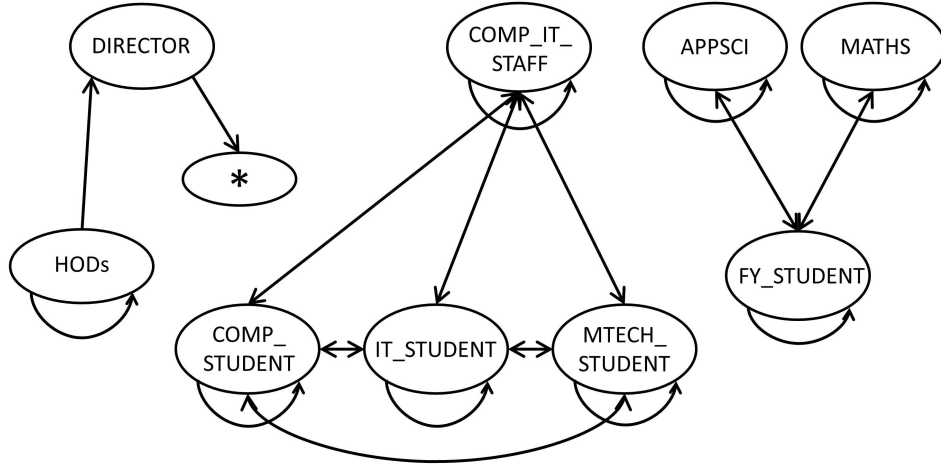 DIRECTOR
COMP_IT_
STAFF
APPSCI
MATHS
*
HODs
FY_STUDENT
COMP_
STUDENT
IT_STUDENT
MTECH_
STUDENT